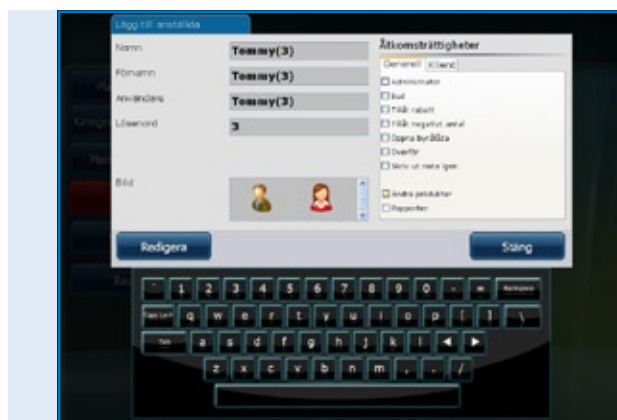 Lägg till anställda
Namn
Tommy(3)
Förnamn
Tommy(3)
Användare
Tommy(3)
Lösenord
3
Bild
Åtkomsträttigheter
Generell
Klient
Administrator
Bud
Tillåt rabatt
Tillåt negativt antal
Öppna byrålåda
Överför
Skriv ut nota igen
Ändra produkter
Rapporter
Redigera
Stäng
1 2 3 4 5 6 7 8 9 0 - = Backspace
Caps Lock q w e r t y u i o p [ ] \
Tab a s d f g h j k l
z x c v b n m , . /